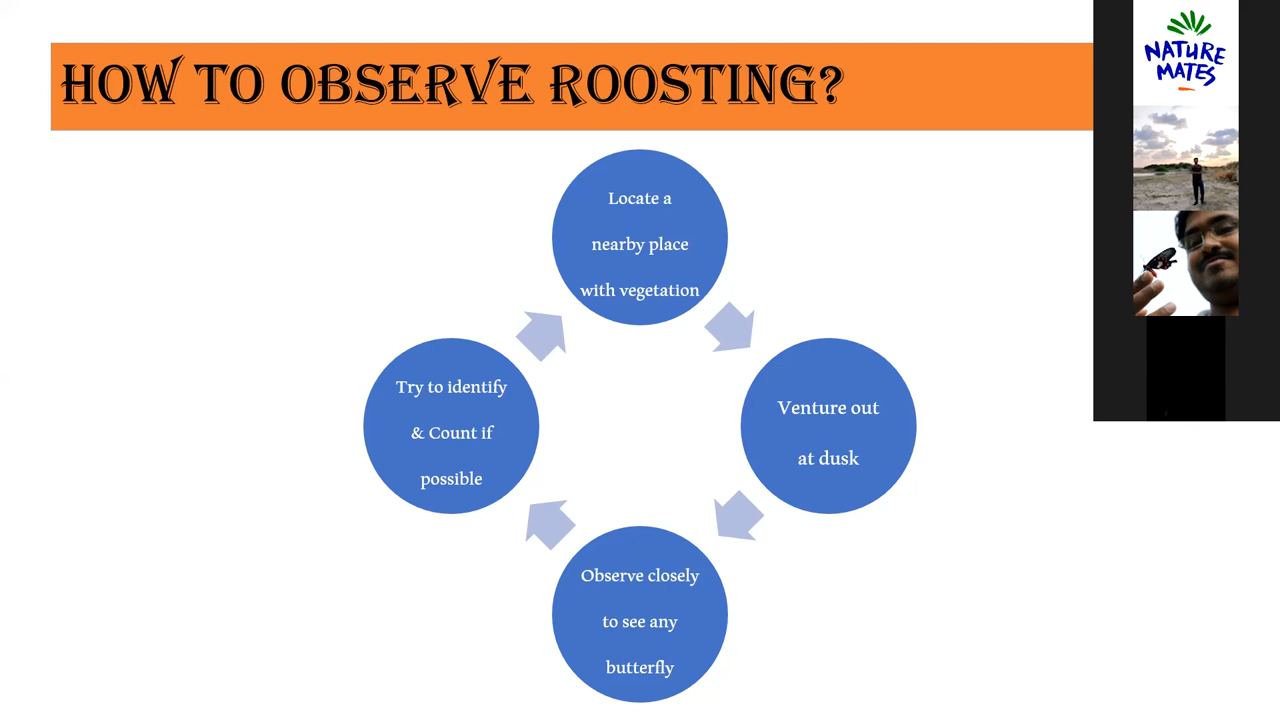 HOW TO OBSERVE ROOSTING?
NATURE
MATES
Locate a
nearby place
with vegetation
Venture out
at dusk
Observe closely
to see any
butterfly
Try to identify
& Count if
possible